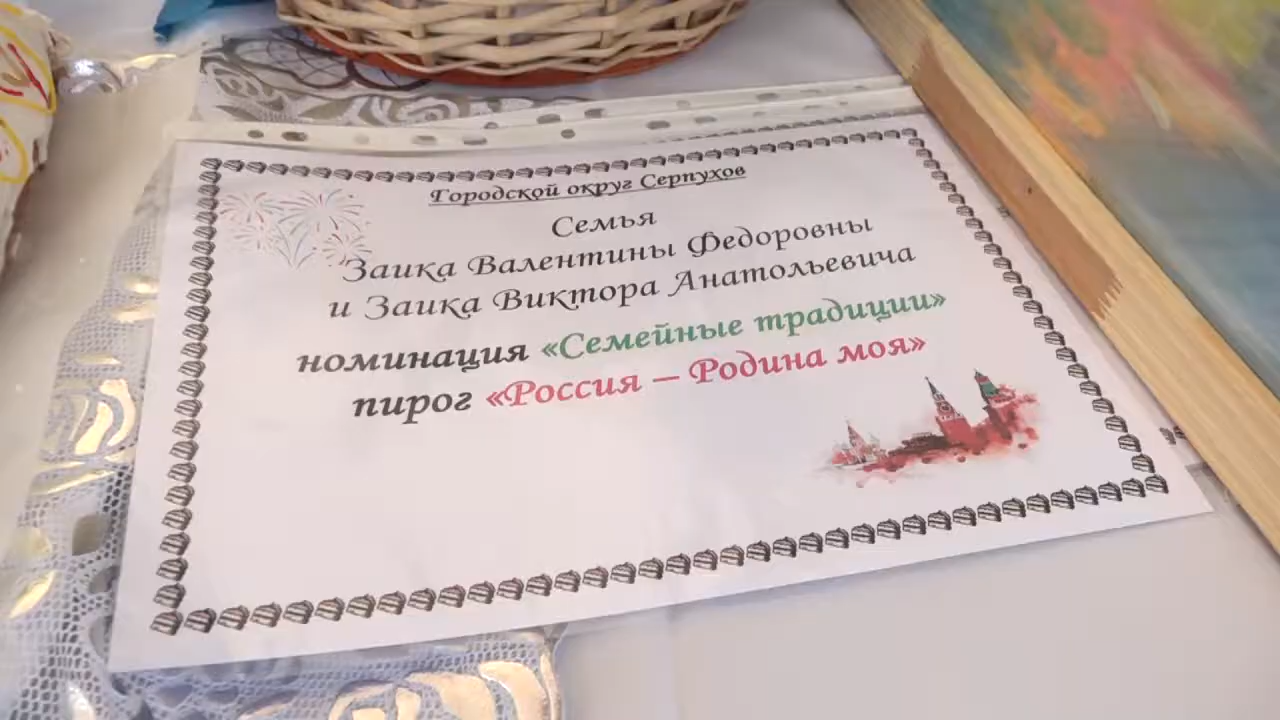 Городской округ Серпухов
Семья
Заика Валентины Федоровны
и Заика Виктора Анатольевича
номинация «Семейные традиции»
пирог «Россия – Родина моя»